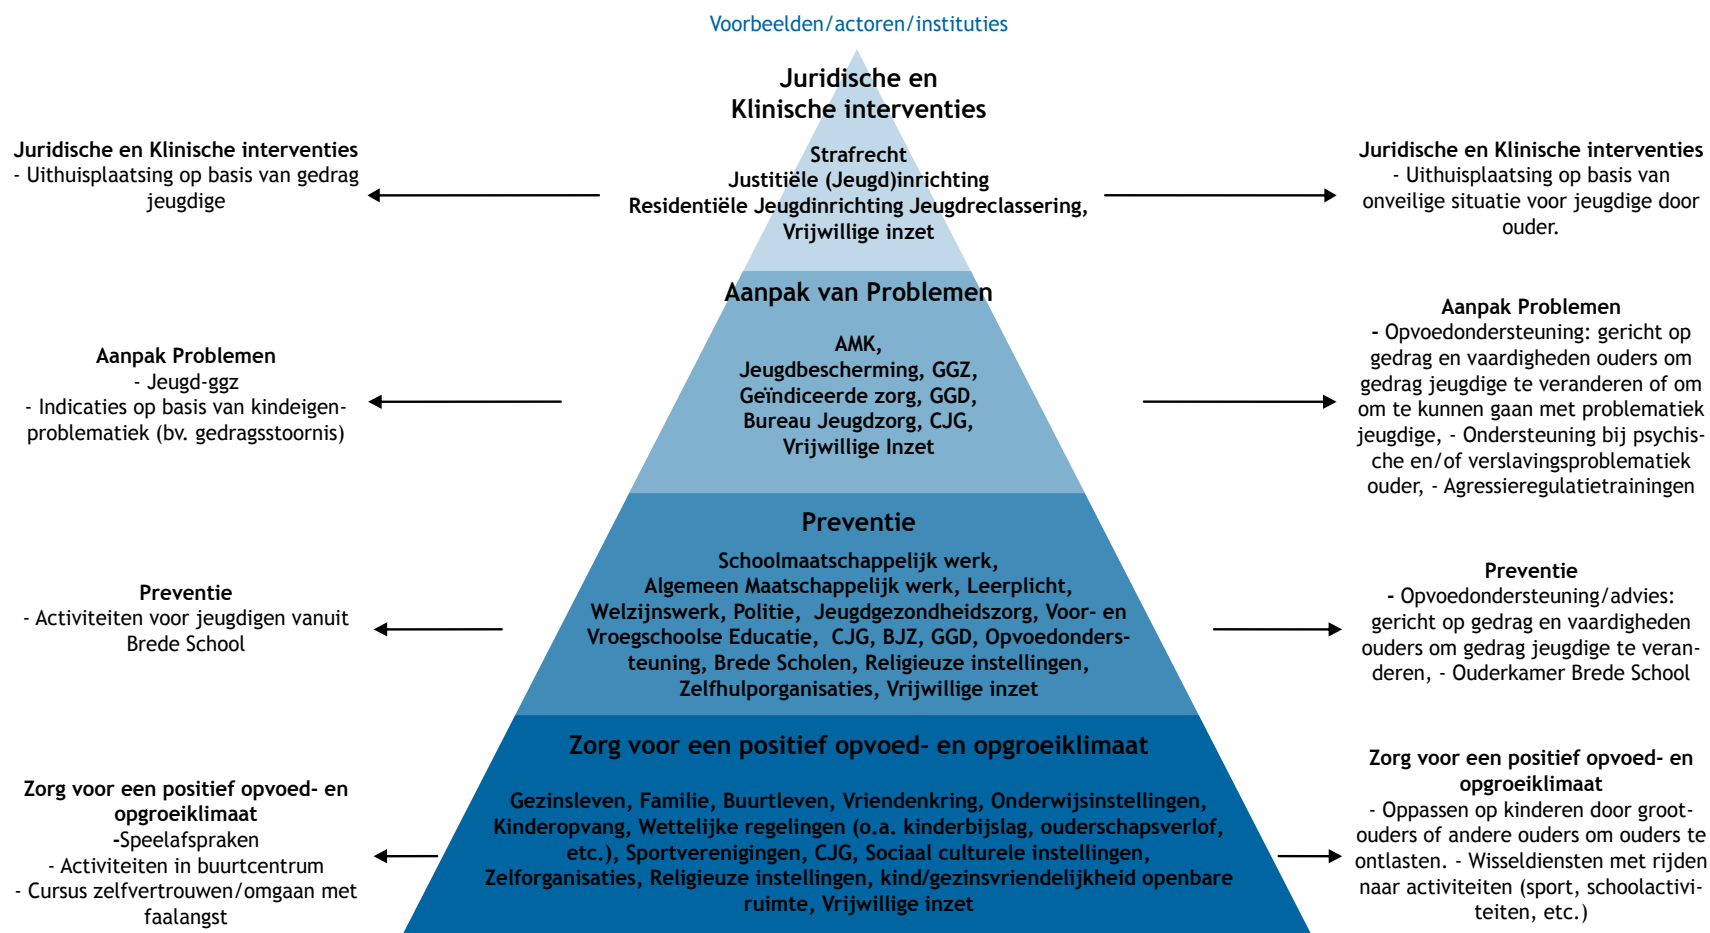 Voorbeelden/actoren/instituties
Juridische en
Klinische interventies
Strafrecht
Justitiële (Jeugd)inrichting
Residentiële Jeugdinrichting Jeugdreclassering,
Vrijwillige inzet
Juridische en Klinische interventies
- Uithuisplaatsing op basis van gedrag
jeugdige
Juridische en Klinische interventies
- Uithuisplaatsing op basis van
onveilige situatie voor jeugdige door
ouder.
Aanpak van Problemen
AMK,
Jeugdbescherming, GGZ,
Geïndiceerde zorg, GGD,
Bureau Jeugdzorg, CJG,
Vrijwillige Inzet
Aanpak Problemen
- Jeugd-ggz
- Indicaties op basis van kindeigen-
problematiek (bv. gedragsstoornis)
Aanpak Problemen
- Opvoedondersteuning: gericht op
gedrag en vaardigheden ouders om
gedrag jeugdige te veranderen of om
om te kunnen gaan met problematiek
jeugdige, - Ondersteuning bij psychis-
che en/of verslavingsproblematiek
ouder, - Agressieregulatietrainingen
Preventie
Schoolmaatschappelijk werk,
Algemeen Maatschappelijk werk, Leerplicht,
Welzijnswerk, Politie, Jeugdgezondheidszorg, Voor- en
Vroegschoolse Educatie, CJG, BJZ, GGD, Opvoedonders-
teuning, Brede Scholen, Religieuze instellingen,
Zelfhulporganisaties, Vrijwillige inzet
Preventie
- Activiteiten voor jeugdigen vanuit
Brede School
Preventie
- Opvoedondersteuning/advies:
gericht op gedrag en vaardigheden
ouders om gedrag jeugdige te veran-
deren, - Ouderkamer Brede School
Zorg voor een positief opvoed- en opgroeiklimaat
Gezinsleven, Familie, Buurtleven, Vriendenkring, Onderwijsinstellingen,
Kinderopvang, Wettelijke regelingen (o.a. kinderbijslag, ouderschapsverlof,
etc.), Sportverenigingen, CJG, Sociaal culturele instellingen,
Zelforganisaties, Religieuze instellingen, kind/gezinsvriendelijkheid openbare
ruimte, Vrijwillige inzet
Zorg voor een positief opvoed- en
opgroeiklimaat
-Speelafspraken
- Activiteiten in buurtcentrum
- Cursus zelfvertrouwen/omgaan met
faalangst
Zorg voor een positief opvoed- en
opgroeiklimaat
- Oppassen op kinderen door groot-
ouders of andere ouders om ouders te
ontlasten. - Wisseldiensten met rijden
naar activiteiten (sport, schoolactivi-
teiten, etc.)